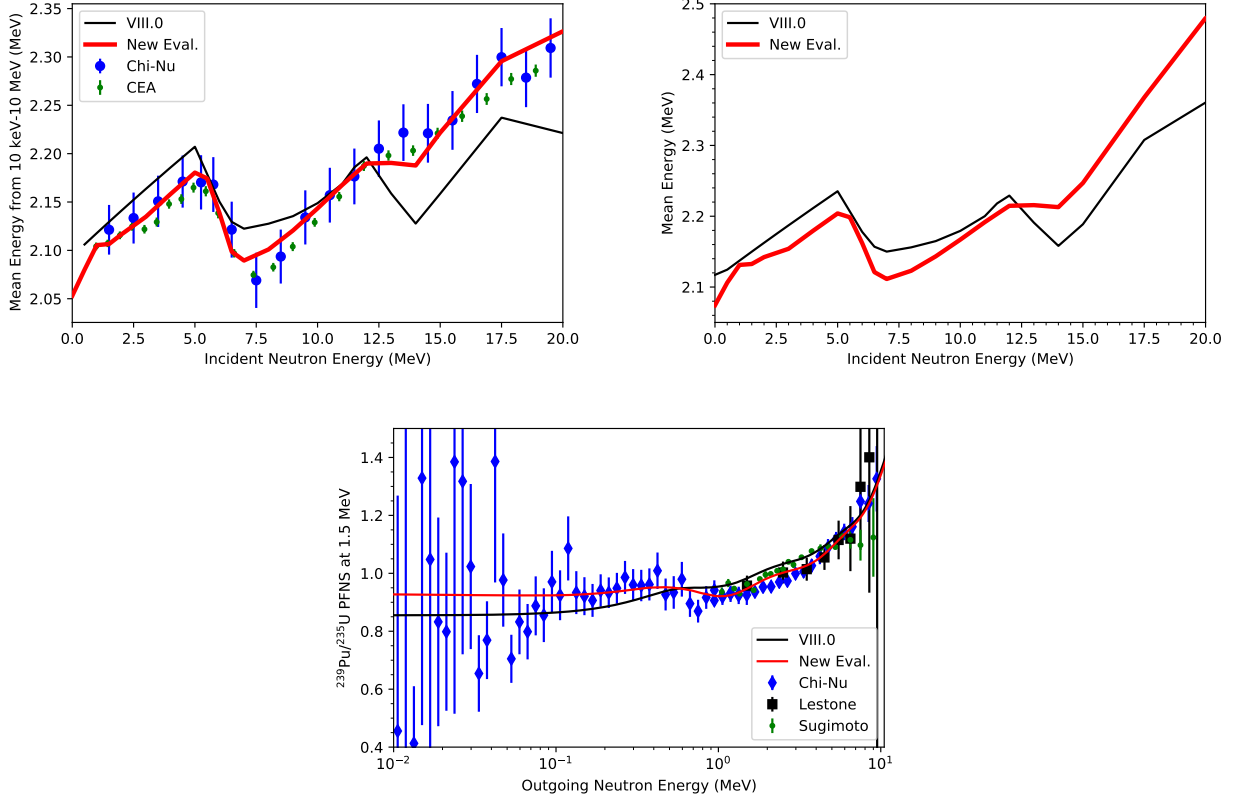 Mean Energy from 10 keV-10 MeV (MeV)
2.35
2.30
2.25
2.20
2.15
2.10
2.05
VIII.0
New Eval.
Chi-Nu
CEA
0.0 2.5 5.0 7.5 10.0 12.5 15.0 17.5 20.0
Incident Neutron Energy (MeV)
Mean Energy (MeV)
2.5
2.4
2.3
2.2
2.1
VIII.0
New Eval.
0.0 2.5 5.0 7.5 10.0 12.5 15.0 17.5 20.0
Incident Neutron Energy (MeV)
²³⁹Pu/²³⁵U PFNS at 1.5 MeV
1.4
1.2
1.0
0.8
0.6
0.4
VIII.0
New Eval.
Chi-Nu
Lestone
Sugimoto
10⁻² 10⁻¹ 10⁰ 10¹
Outgoing Neutron Energy (MeV)